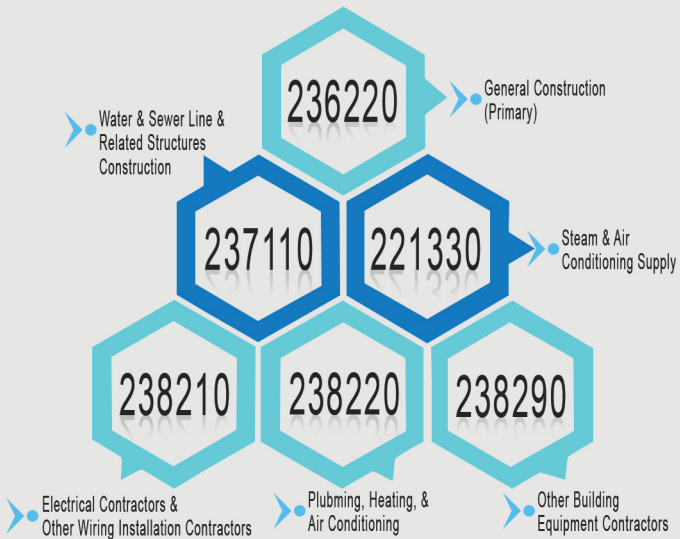 236220
General Construction
(Primary)
Water & Sewer Line &
Related Structures
Construction
237110
221330
Steam & Air
Conditioning Supply
238210
238220
238290
Electrical Contractors &
Other Wiring Installation Contractors
Plubming, Heating, &
Air Conditioning
Other Building
Equipment Contractors